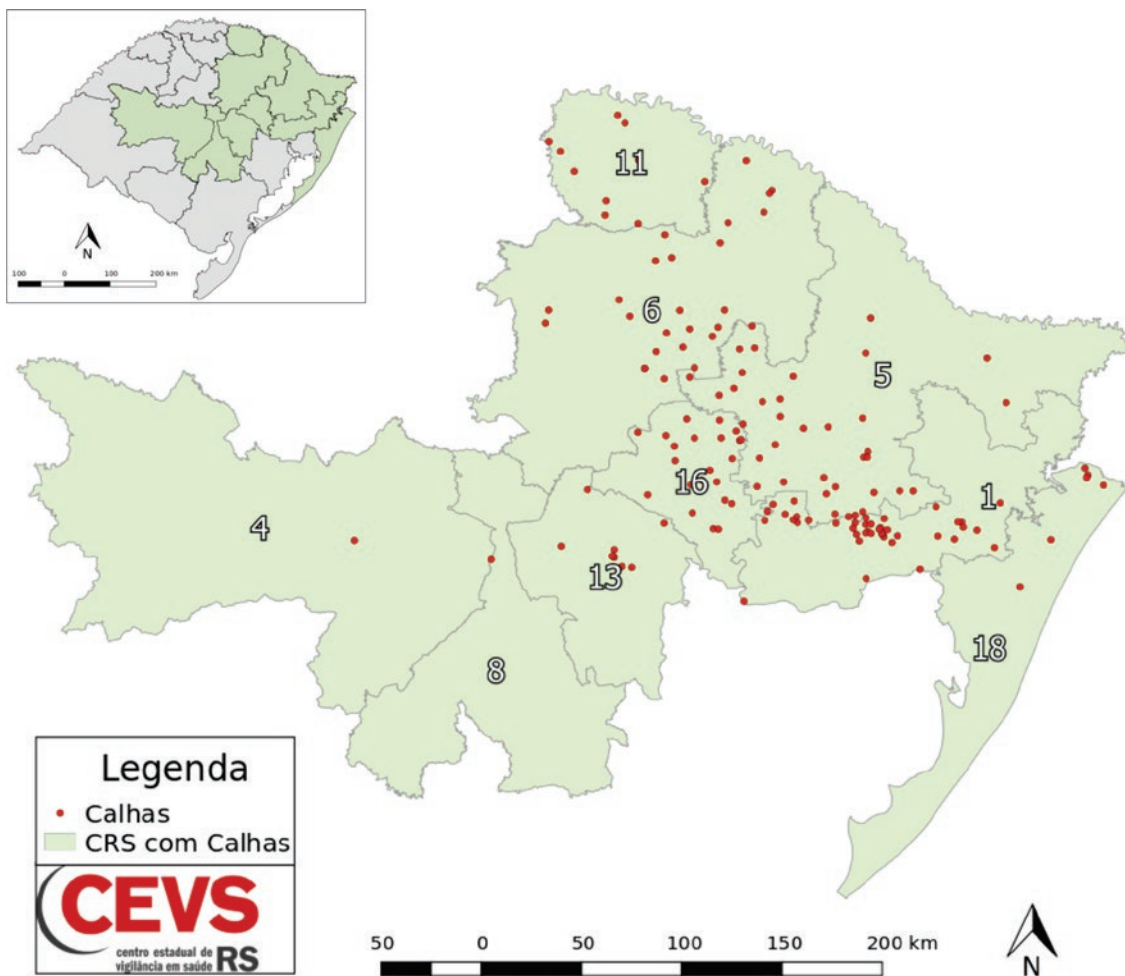 N
100 0 100 200 km
11
6
5
16
1
4
13
8
18
Legenda
Calhas
CRS com Calhas
CEVS
centro estadual de
vigilância em saúde RS
50 0 50 100 150 200 km
N